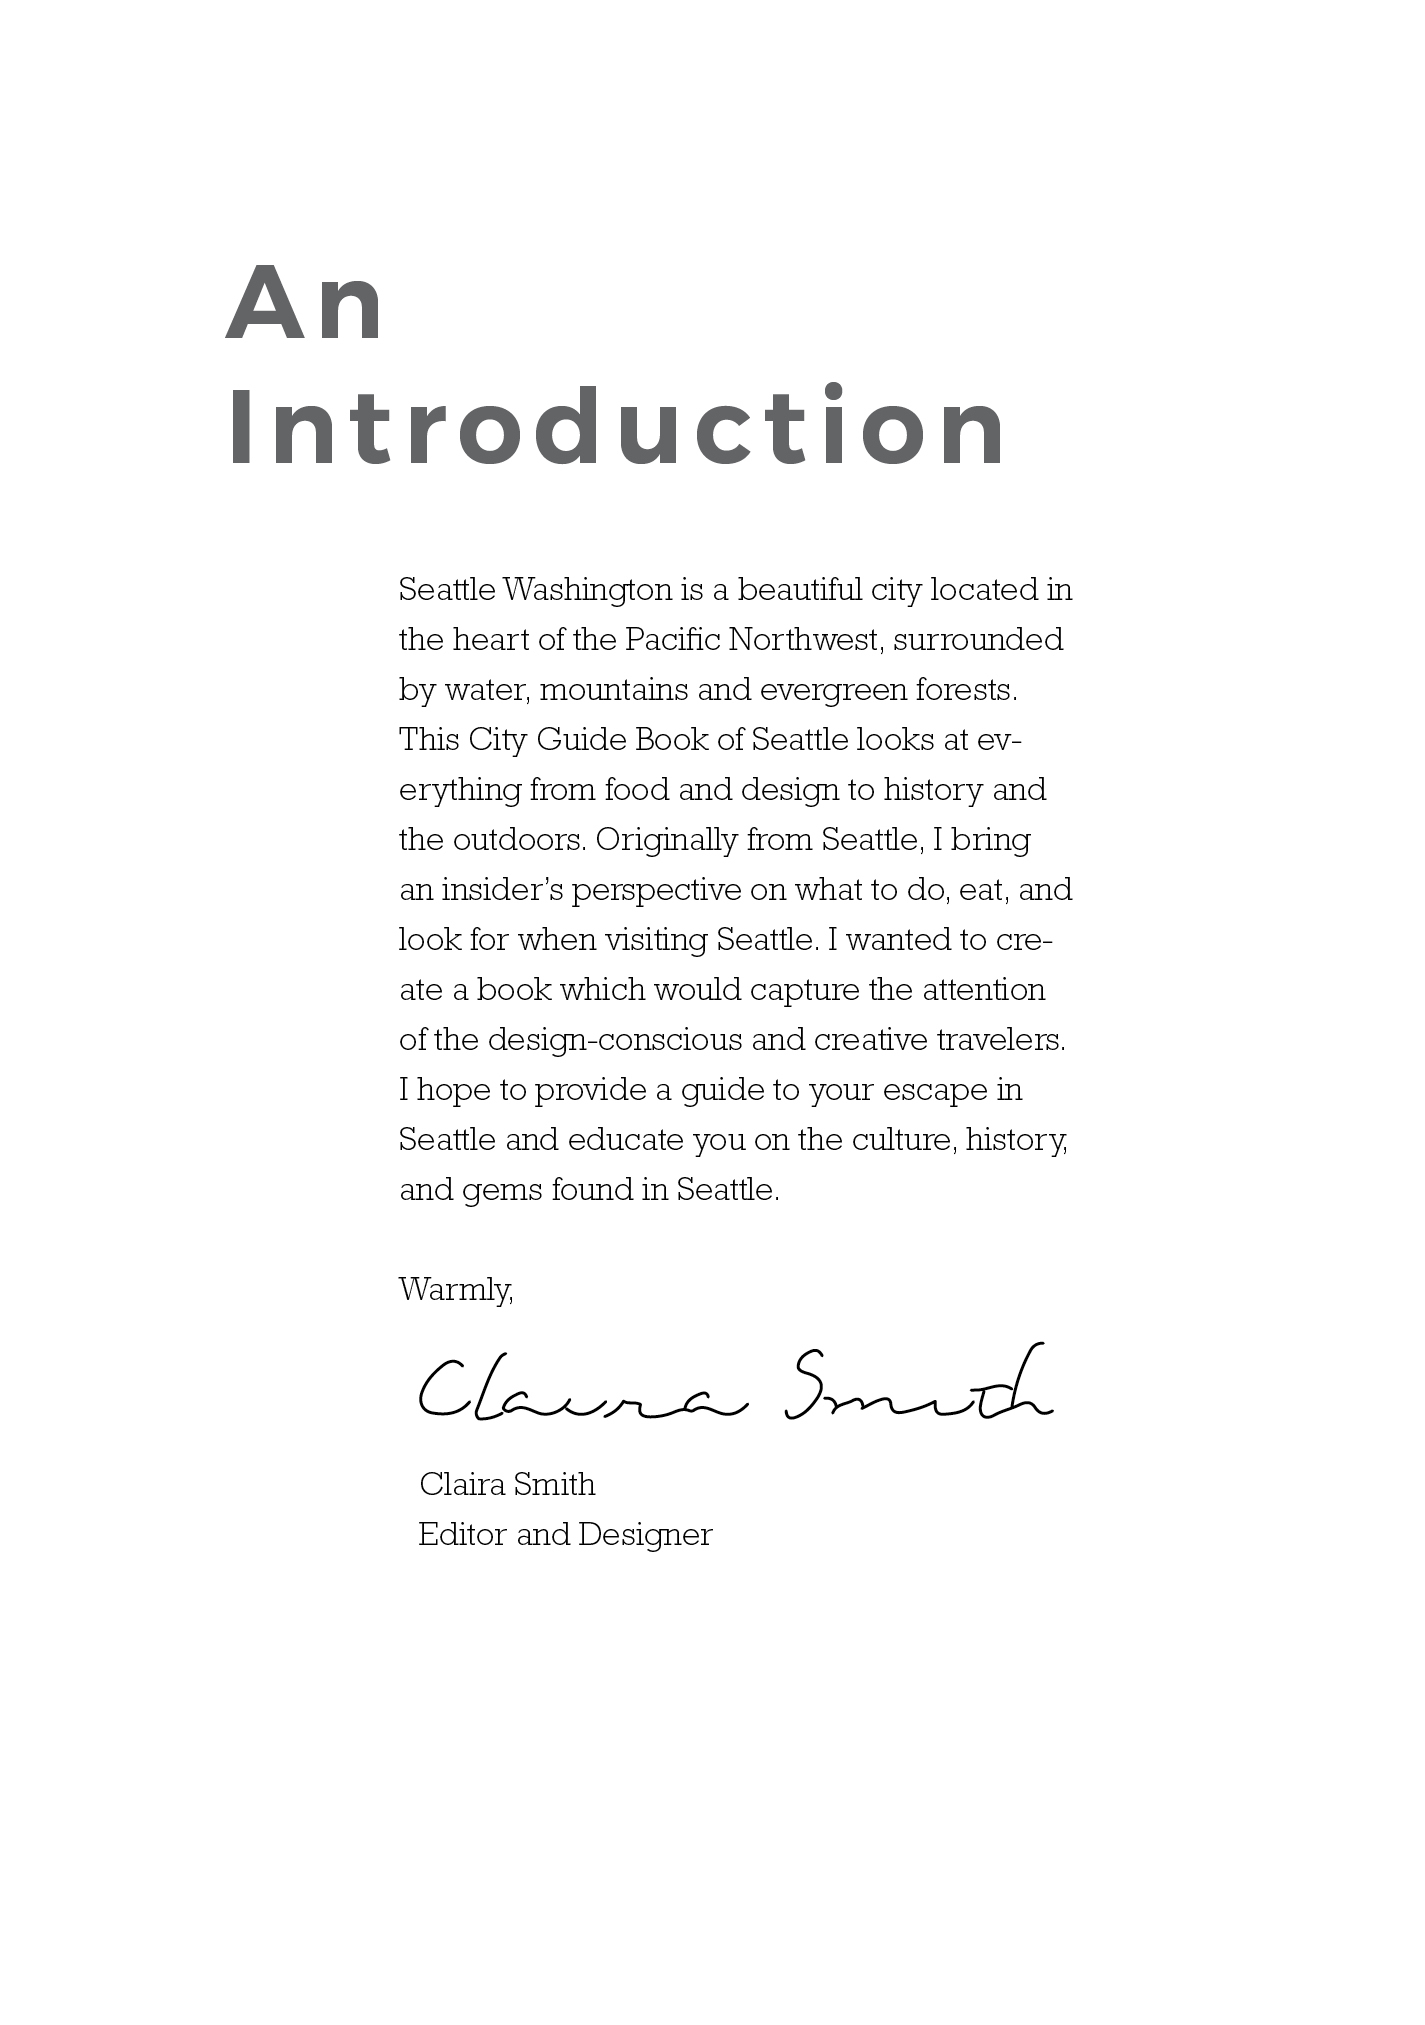 An
Introduction
Seattle Washington is a beautiful city located in
the heart of the Pacific Northwest, surrounded
by water, mountains and evergreen forests.
This City Guide Book of Seattle looks at ev-
erything from food and design to history and
the outdoors. Originally from Seattle, I bring
an insider’s perspective on what to do, eat, and
look for when visiting Seattle. I wanted to cre-
ate a book which would capture the attention
of the design-conscious and creative travelers.
I hope to provide a guide to your escape in
Seattle and educate you on the culture, history,
and gems found in Seattle.
Warmly,
Claira Smith
Claira Smith
Editor and Designer